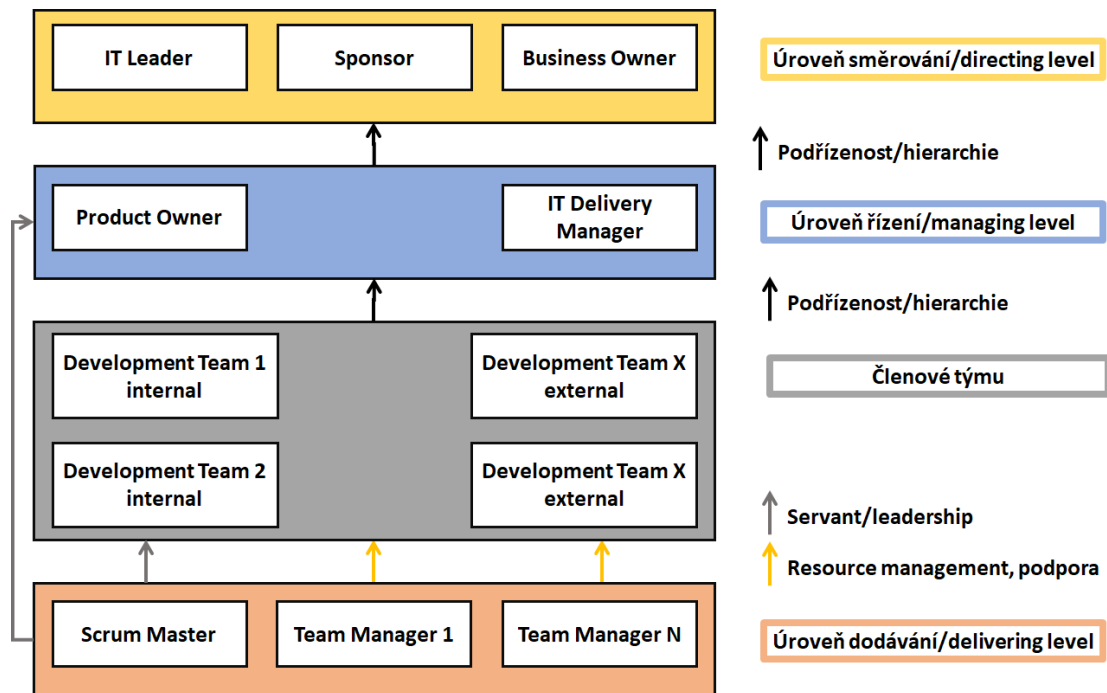 IT Leader
Sponsor
Business Owner
Úroveň směrování/directing level
Podřízenost/hierarchie
Product Owner
IT Delivery
Manager
Úroveň řízení/managing level
Podřízenost/hierarchie
Development Team 1
internal
Development Team X
external
Členové týmu
Development Team 2
internal
Development Team X
external
Servant/leadership
Resource management, podpora
Scrum Master
Team Manager 1
Team Manager N
Úroveň dodávání/delivering level